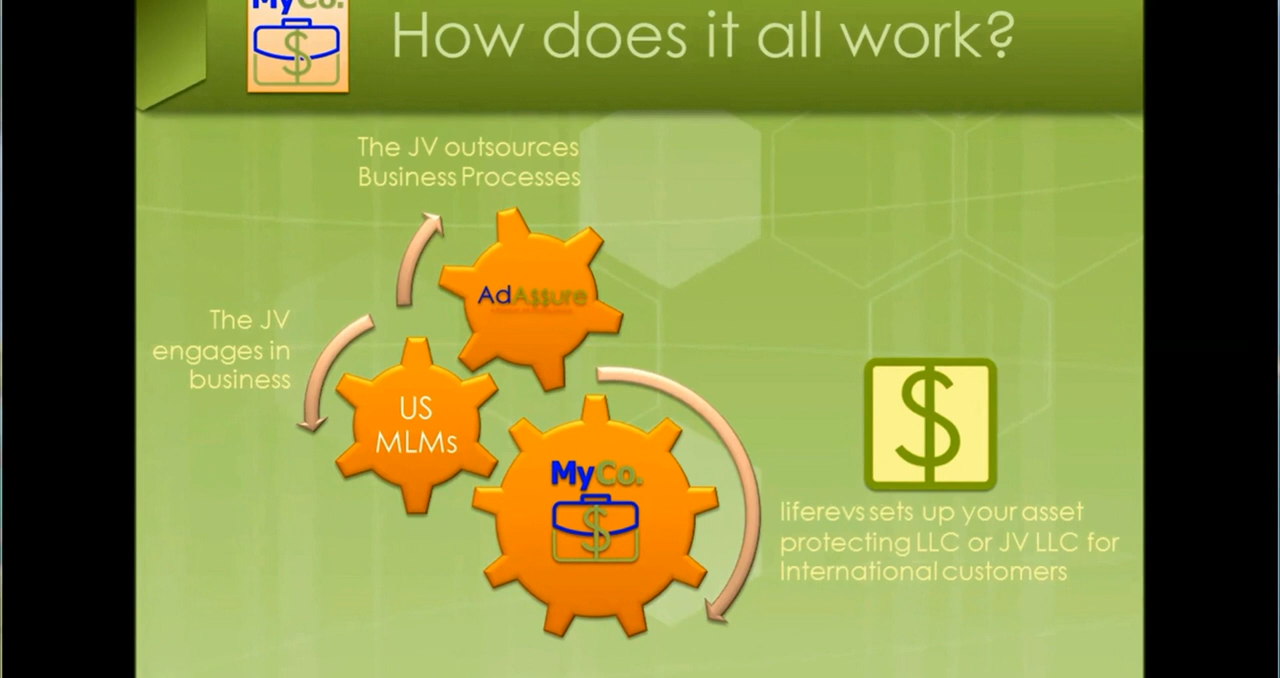 MyCo.
How does it all work?
The JV outsources
Business Processes
AdAssure
The JV
engages in
business
US
MLMs
MyCo.
$
liferevs sets up your asset
protecting LLC or JV LLC for
International customers